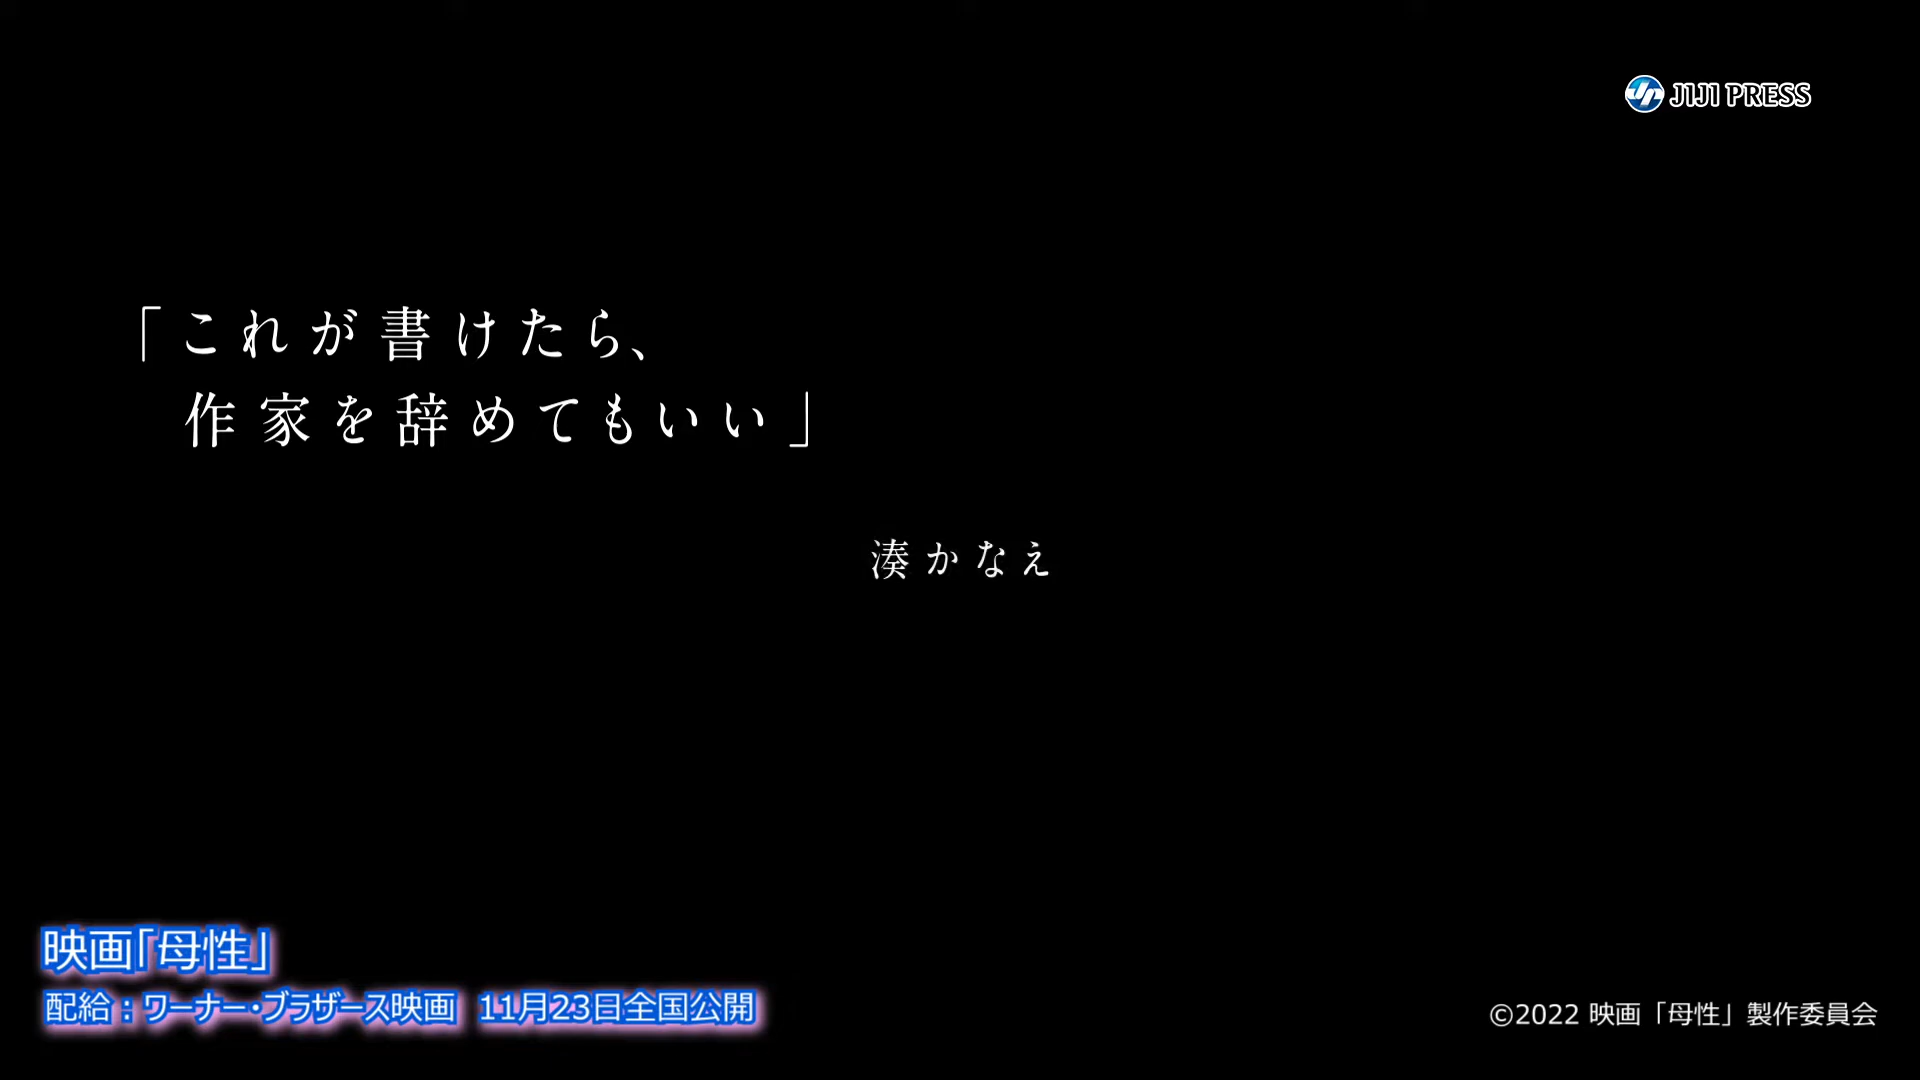 JIJI PRESS
「これが書けたら、
作家を辞めてもいい」
湊かなえ
映画「母性」
配給：ワーナー・ブラザース映画 11月23日全国公開
©2022 映画「母性」製作委員会